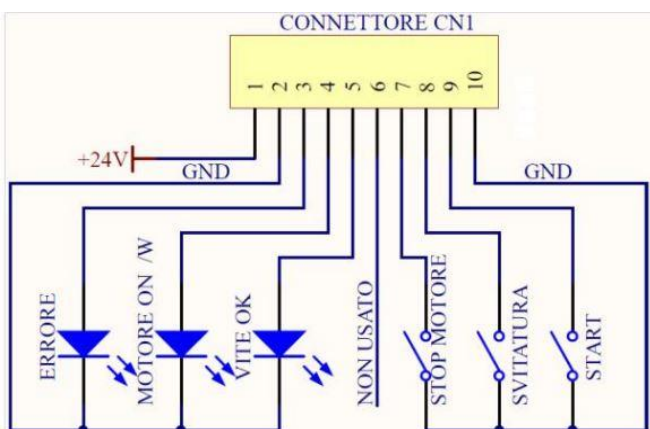 CONNETTORE CN1
1 2 3 4 5 6 7 8 9 10
+24V
GND
GND
ERRORE
MOTORE ON /W
VITE OK
NON USATO
STOP MOTORE
SVITATURA
START